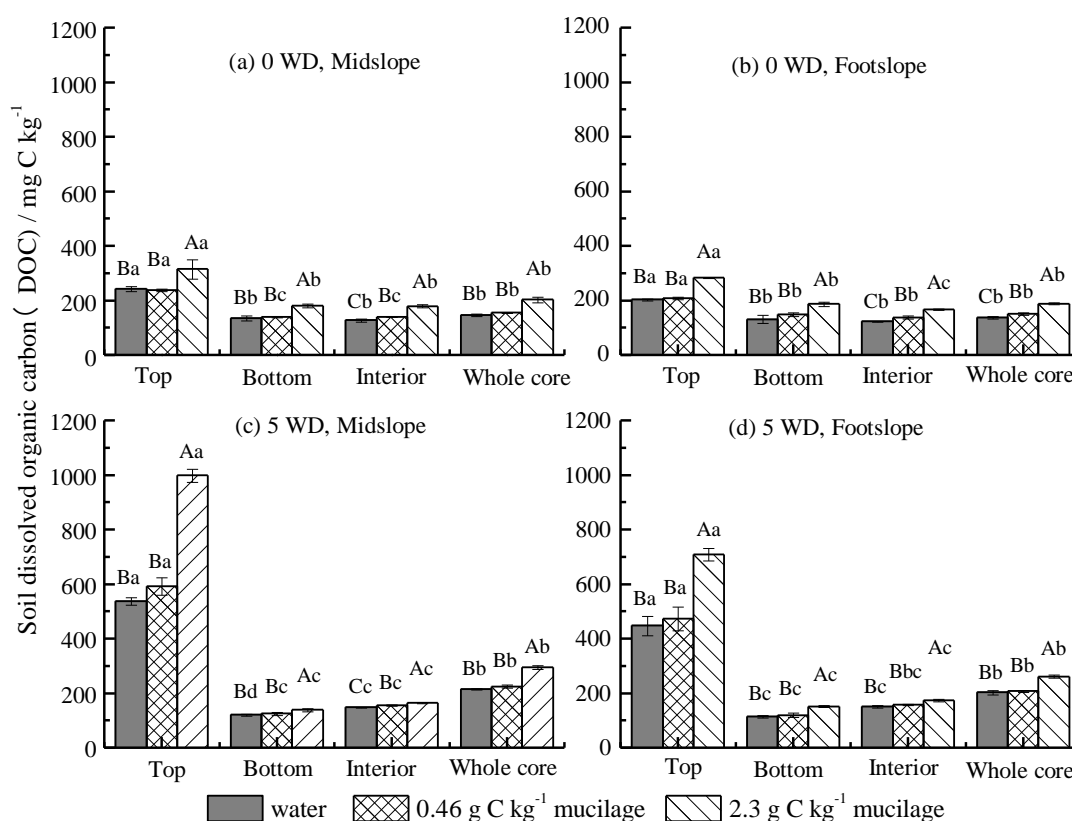 Soil dissolved organic carbon ( DOC) / mg C kg⁻¹
(a) 0 WD, Midslope
1200
1000
800
600
400
200
0
Ba Ba Aa
Bb Bc Ab
Cb Bc Ab
Bb Bb Ab
Top Bottom Interior Whole core
(b) 0 WD, Footslope
1200
1000
800
600
400
200
0
Ba Ba Aa
Bb Bb Ab
Cb Bb Ac
Cb Bb Ab
Top Bottom Interior Whole core
(c) 5 WD, Midslope
1200
1000
800
600
400
200
0
Ba Ba Aa
Bd Bc Ac
Cc Bc Ac
Bb Bb Ab
Top Bottom Interior Whole core
(d) 5 WD, Footslope
1200
1000
800
600
400
200
0
Ba Ba Aa
Bc Bc Ac
Bc Bbc Ac
Bb Bb Ab
Top Bottom Interior Whole core
water 0.46 g C kg⁻¹ mucilage 2.3 g C kg⁻¹ mucilage